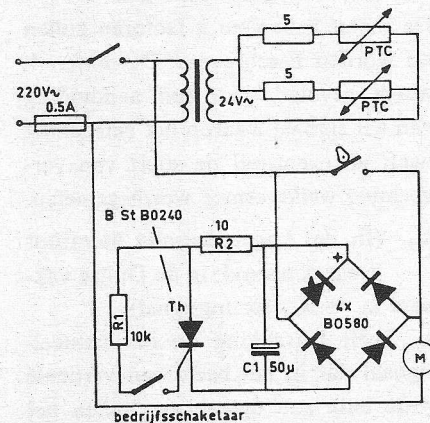 5
PTC
5
PTC
220V~
0.5A
24V~
B St B0240
10
R2
+
Th
R1
10k
4x
B0580
C1
50µ
M
bedrijfsschakelaar